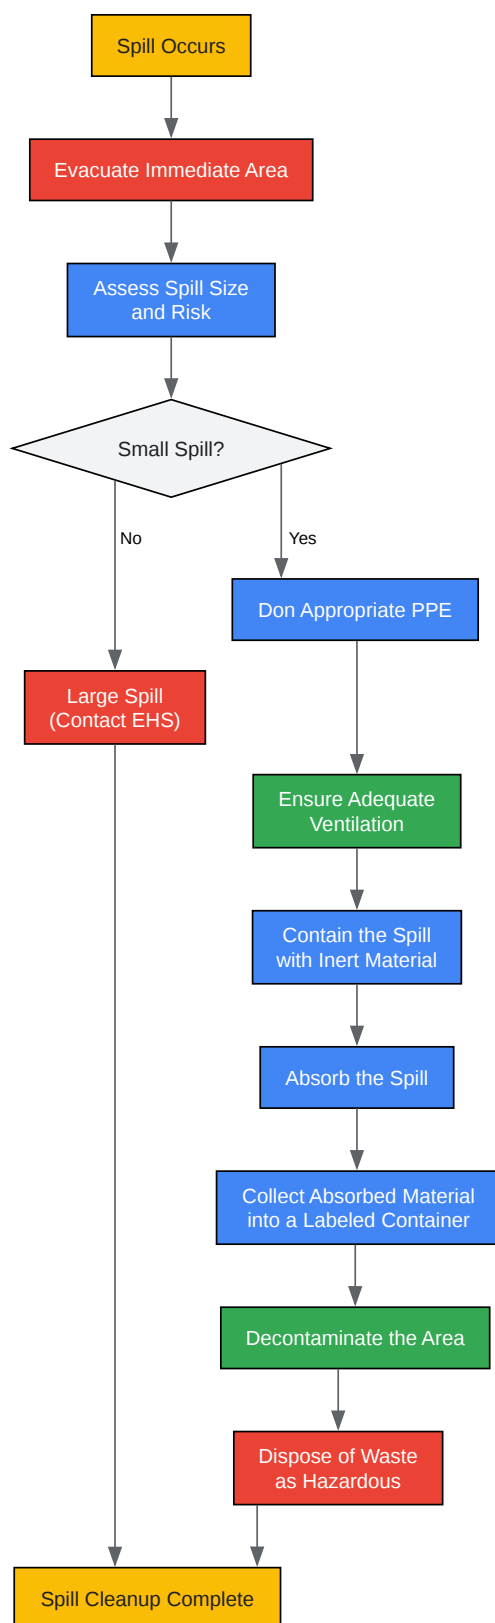 Spill Occurs
Evacuate Immediate Area
Assess Spill Size
and Risk
Small Spill?
No
Yes
Don Appropriate PPE
Large Spill
(Contact EHS)
Ensure Adequate
Ventilation
Contain the Spill
with Inert Material
Absorb the Spill
Collect Absorbed Material
into a Labeled Container
Decontaminate the Area
Dispose of Waste
as Hazardous
Spill Cleanup Complete